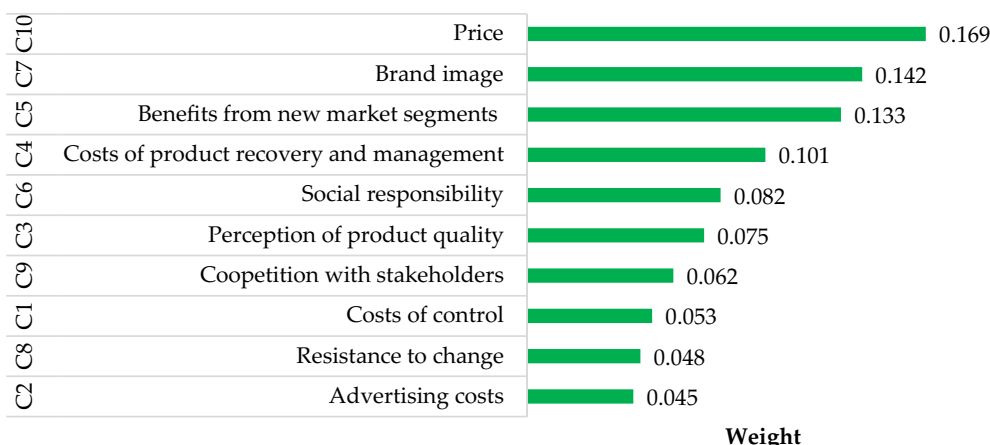 C10 Price 0.169
C7 Brand image 0.142
C5 Benefits from new market segments 0.133
C4 Costs of product recovery and management 0.101
C6 Social responsibility 0.082
C3 Perception of product quality 0.075
C9 Coopetition with stakeholders 0.062
C1 Costs of control 0.053
C8 Resistance to change 0.048
C2 Advertising costs 0.045
Weight